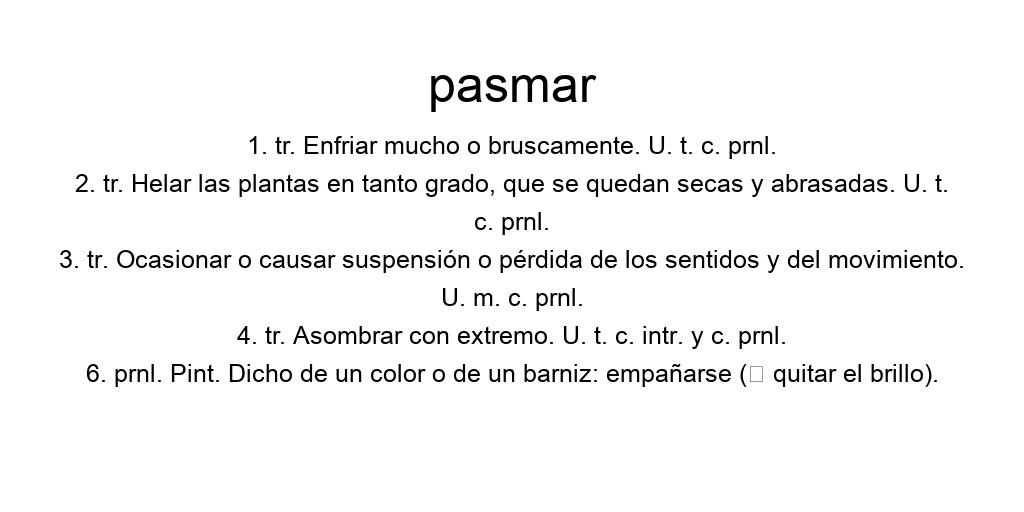 pasmar
1. tr. Enfriar mucho o bruscamente. U. t. c. prnl.
2. tr. Helar las plantas en tanto grado, que se quedan secas y abrasadas. U. t.
c. prnl.
3. tr. Ocasionar o causar suspensión o pérdida de los sentidos y del movimiento.
U. m. c. prnl.
4. tr. Asombrar con extremo. U. t. c. intr. y c. prnl.
6. prnl. Pint. Dicho de un color o de un barniz: empañarse (□ quitar el brillo).